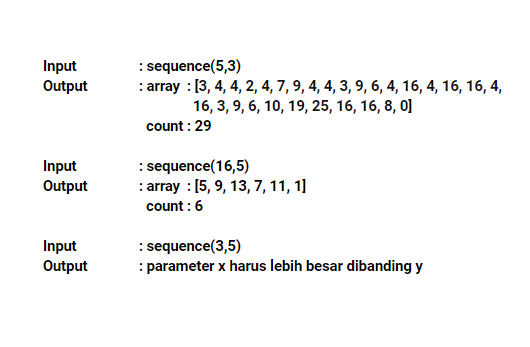 Input : sequence(5,3)
Output : array : [3, 4, 4, 2, 4, 7, 9, 4, 4, 3, 9, 6, 4, 16, 4, 16, 16, 4,
16, 3, 9, 6, 10, 19, 25, 16, 16, 8, 0]
count : 29
Input : sequence(16,5)
Output : array : [5, 9, 13, 7, 11, 1]
count : 6
Input : sequence(3,5)
Output : parameter x harus lebih besar dibanding y